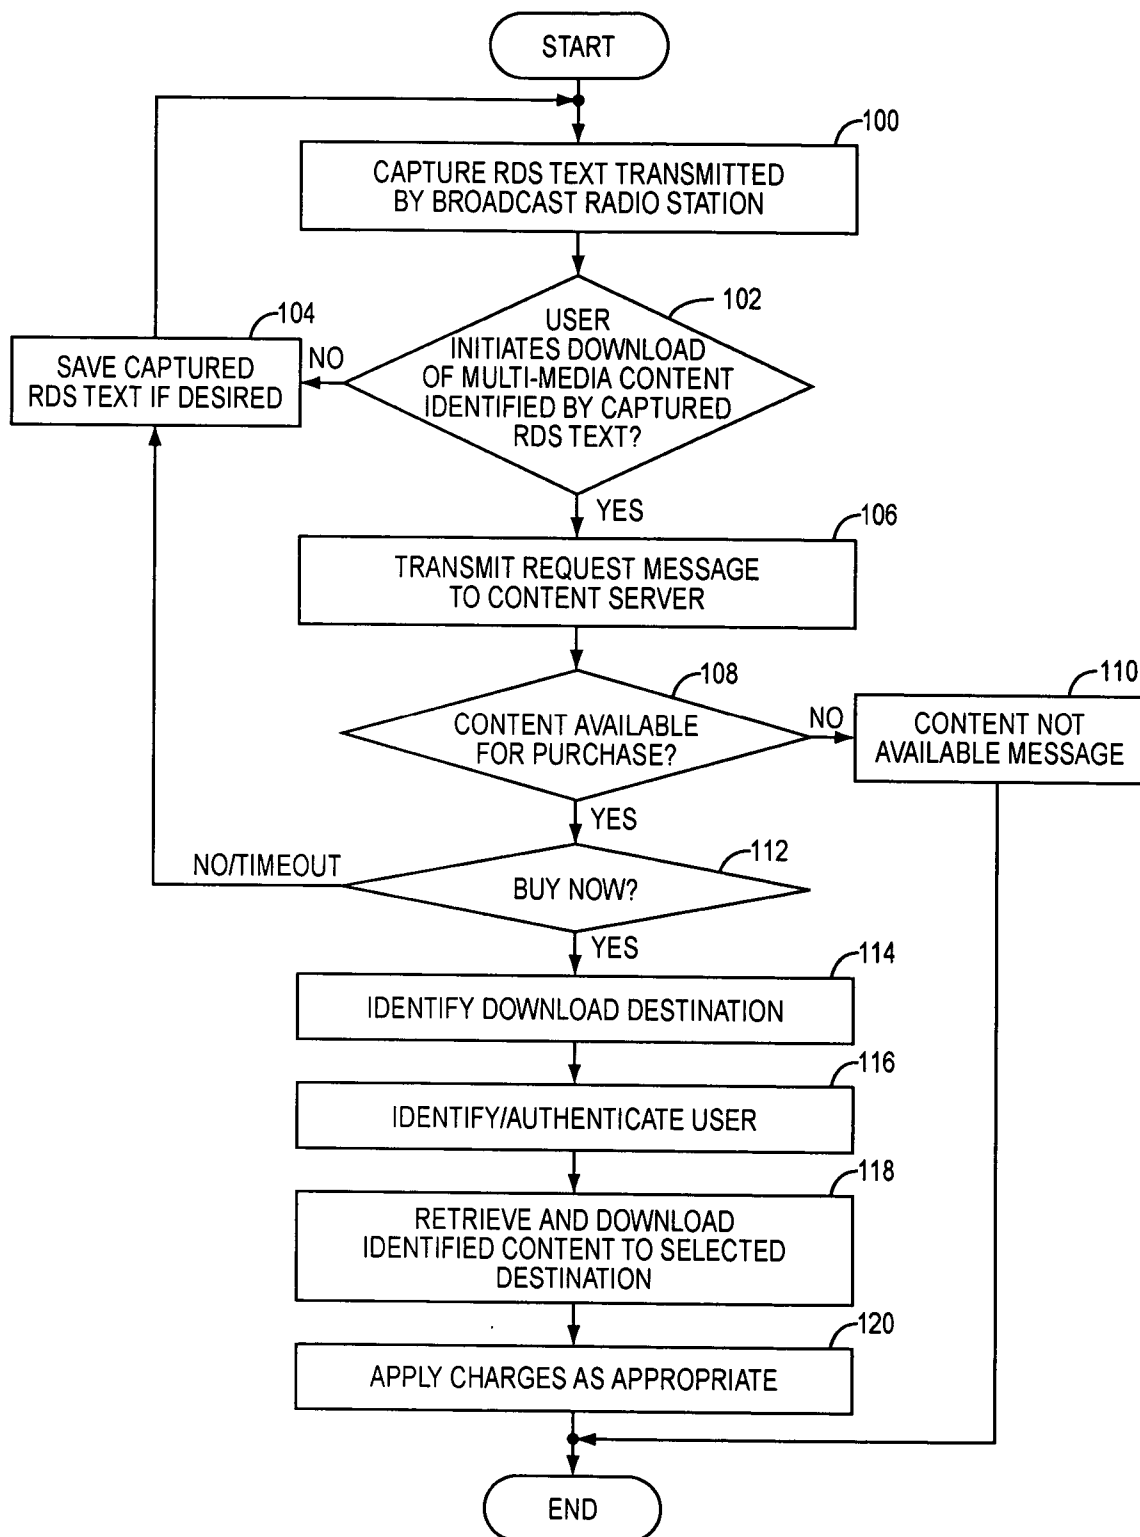 START
100
CAPTURE RDS TEXT TRANSMITTED
BY BROADCAST RADIO STATION
102
USER
INITIATES DOWNLOAD
OF MULTI-MEDIA CONTENT
IDENTIFIED BY CAPTURED
RDS TEXT?
104
SAVE CAPTURED
RDS TEXT IF DESIRED
NO
YES
106
TRANSMIT REQUEST MESSAGE
TO CONTENT SERVER
108
CONTENT AVAILABLE
FOR PURCHASE?
NO
110
CONTENT NOT
AVAILABLE MESSAGE
YES
112
NO/TIMEOUT
BUY NOW?
YES
114
IDENTIFY DOWNLOAD DESTINATION
116
IDENTIFY/AUTHENTICATE USER
118
RETRIEVE AND DOWNLOAD
IDENTIFIED CONTENT TO SELECTED
DESTINATION
120
APPLY CHARGES AS APPROPRIATE
END